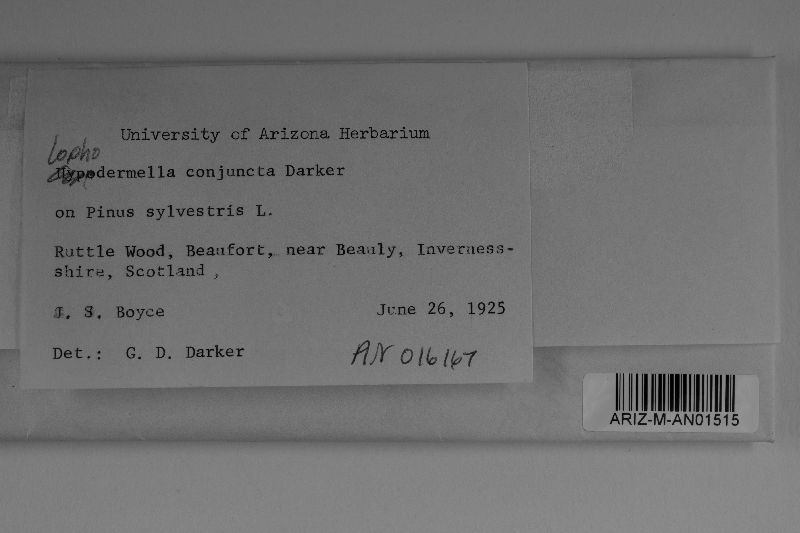 University of Arizona Herbarium
Lopho
Hypodermella conjuncta Darker
on Pinus sylvestris L.
Ruttle Wood, Beaufort, near Beauly, Inverness-
shire, Scotland ,
J. S. Boyce June 26, 1925
Det.: G. D. Darker AN 016167
ARIZ-M-AN01515